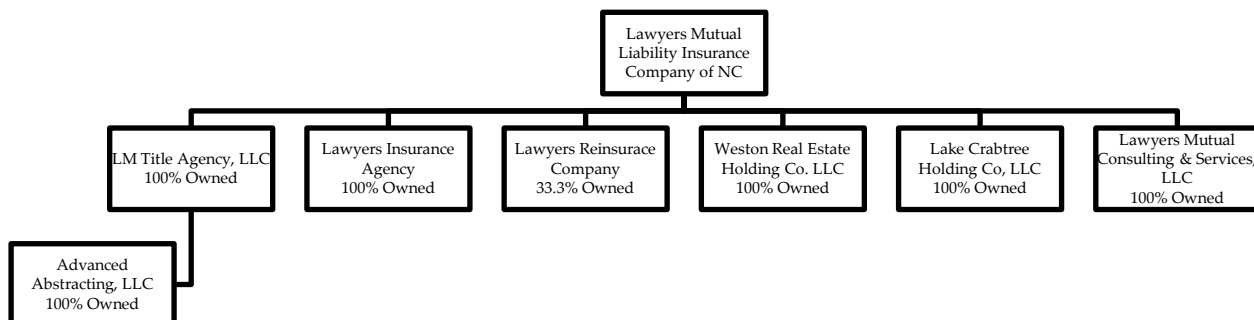 Lawyers Mutual
Liability Insurance
Company of NC
LM Title Agency, LLC
100% Owned
Lawyers Insurance
Agency
100% Owned
Lawyers Reinsurace
Company
33.3% Owned
Weston Real Estate
Holding Co. LLC
100% Owned
Lake Crabtree
Holding Co, LLC
100% Owned
Lawyers Mutual
Consulting & Services,
LLC
100% Owned
Advanced
Abstracting, LLC
100% Owned